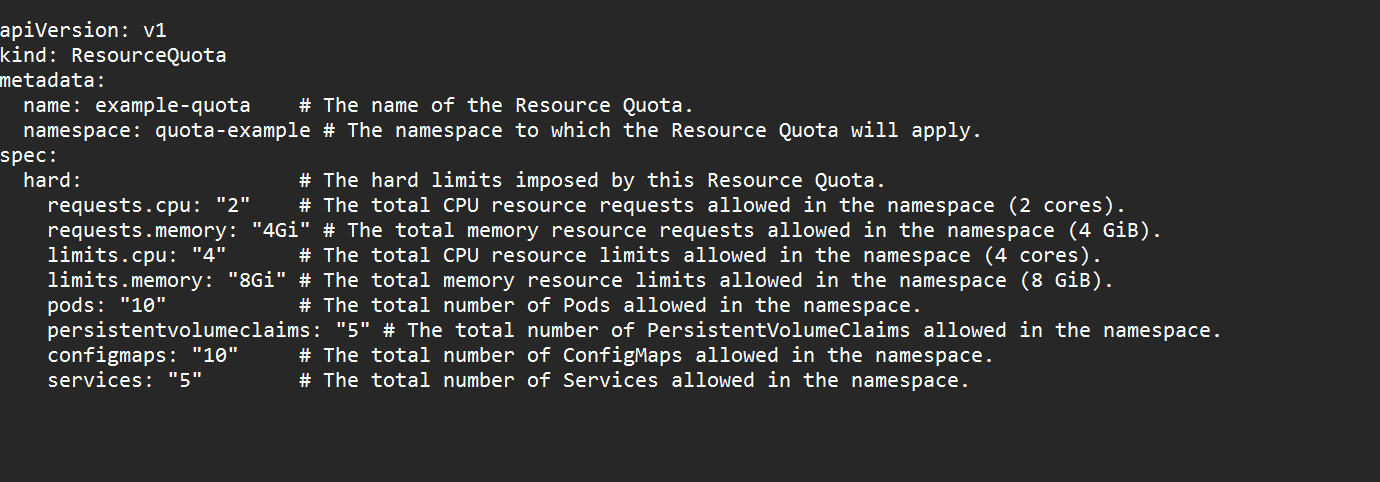 apiVersion: v1
kind: ResourceQuota
metadata:
  name: example-quota    # The name of the Resource Quota.
  namespace: quota-example # The namespace to which the Resource Quota will apply.
spec:
  hard:                  # The hard limits imposed by this Resource Quota.
    requests.cpu: "2"    # The total CPU resource requests allowed in the namespace (2 cores).
    requests.memory: "4Gi" # The total memory resource requests allowed in the namespace (4 GiB).
    limits.cpu: "4"      # The total CPU resource limits allowed in the namespace (4 cores).
    limits.memory: "8Gi" # The total memory resource limits allowed in the namespace (8 GiB).
    pods: "10"           # The total number of Pods allowed in the namespace.
    persistentvolumeclaims: "5" # The total number of PersistentVolumeClaims allowed in the namespace.
    configmaps: "10"     # The total number of ConfigMaps allowed in the namespace.
    services: "5"        # The total number of Services allowed in the namespace.